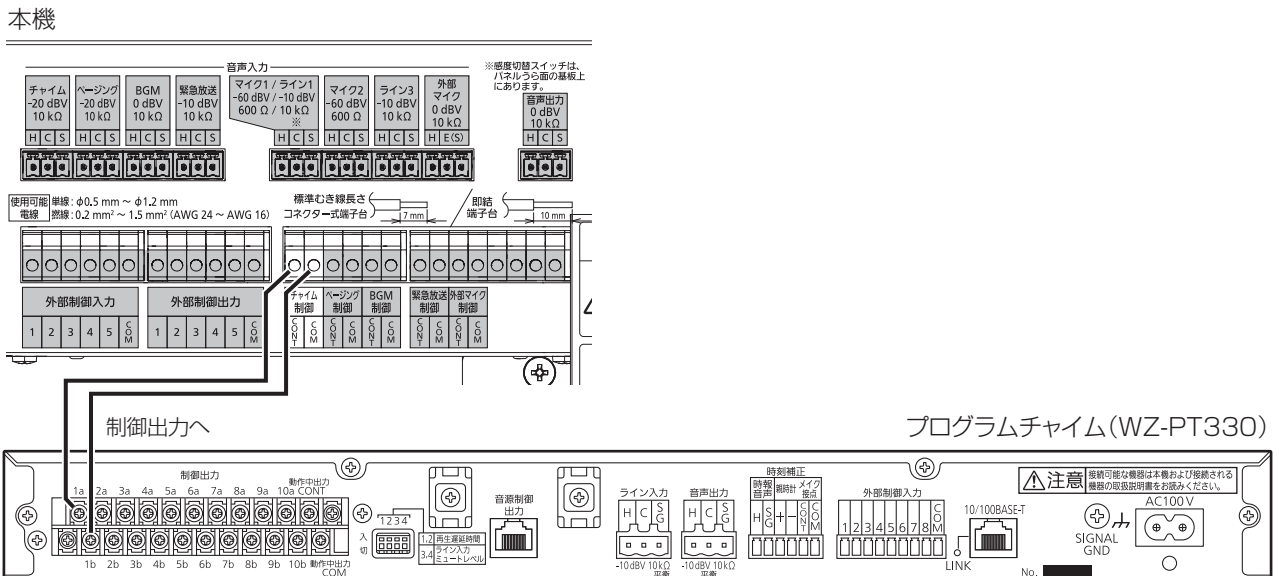 本機
音声入力
チャイム
-20 dBV
10 kΩ
H C S
ページング
-20 dBV
10 kΩ
H C S
BGM
0 dBV
10 kΩ
H C S
緊急放送
-10 dBV
10 kΩ
H C S
マイク1 / ライン1
-60 dBV / -10 dBV
600 Ω / 10 kΩ
※
H C S
マイク2
-60 dBV
600 Ω
H C S
ライン3
-10 dBV
10 kΩ
H C S
外部
マイク
0 dBV
10 kΩ
H E(S)
※感度切替スイッチは、
パネルうら面の基板上
にあります。
音声出力
0 dBV
10 kΩ
H C S
使用可能
電線
単線: φ0.5 mm ～ φ1.2 mm
撚線: 0.2 mm² ～ 1.5 mm² (AWG 24 ～ AWG 16)
標準むき線長さ
コネクター式端子台
7 mm
即結
端子台
10 mm
外部制御入力
1 2 3 4 5 COM
外部制御出力
1 2 3 4 5 COM
チャイム
制御
CONT COM
ページング
制御
CONT COM
BGM
制御
CONT COM
緊急放送
制御
CONT COM
外部マイク
制御
CONT COM
制御出力へ
プログラムチャイム(WZ-PT330)
制御出力
動作中出力
1a 2a 3a 4a 5a 6a 7a 8a 9a 10a CONT
1b 2b 3b 4b 5b 6b 7b 8b 9b 10b 動作中出力
COM
1 2 3 4
入
切
1.2 再生遅延時間
3.4 ライン入力
ミュートレベル
音源制御
出力
ライン入力
H C SG
-10dBV 10kΩ
平衡
音声出力
H C SG
-10dBV 10kΩ
平衡
時刻補正
時報
音声
親時計
メイク
接点
H SG + - CONT COM
外部制御入力
1 2 3 4 5 6 7 8 COM
10/100BASE-T
LINK
注意
接続可能な機器は本機および接続される
機器の取扱説明書をお読みください。
SIGNAL
GND
AC100 V
No.